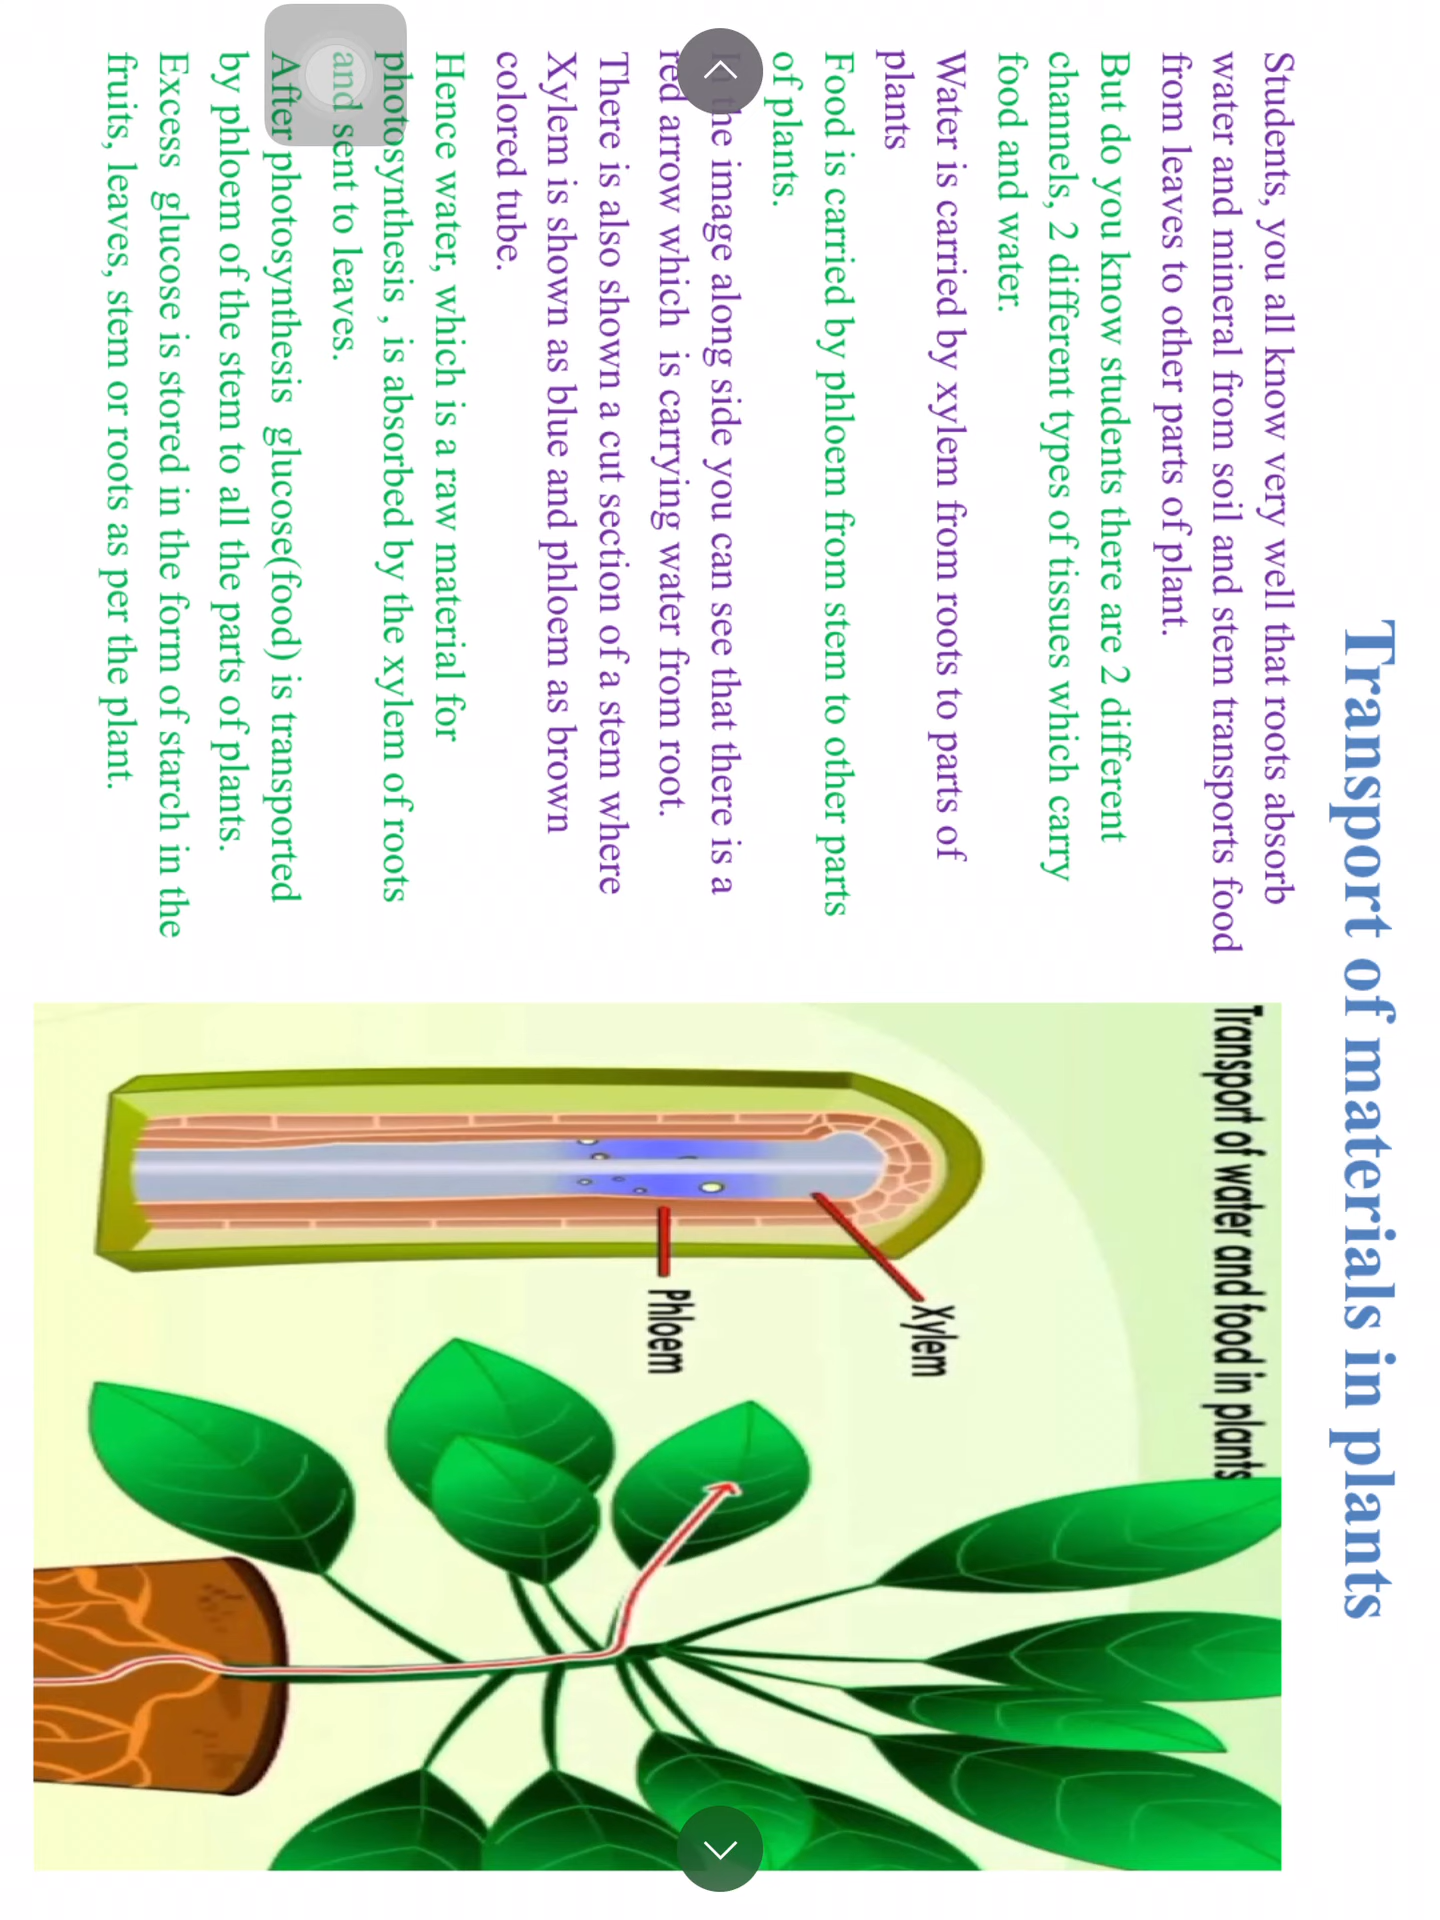 Transport of materials in plants
Students, you all know very well that roots absorb
water and mineral from soil and stem transports food
from leaves to other parts of plant.
But do you know students there are 2 different
channels, 2 different types of tissues which carry
food and water.
Water is carried by xylem from roots to parts of
plants
Food is carried by phloem from stem to other parts
of plants.
In the image along side you can see that there is a
red arrow which is carrying water from root.
There is also shown a cut section of a stem where
Xylem is shown as blue and phloem as brown
colored tube.
Hence water, which is a raw material for
photosynthesis , is absorbed by the xylem of roots
and sent to leaves.
After photosynthesis glucose(food) is transported
by phloem of the stem to all the parts of plants.
Excess glucose is stored in the form of starch in the
fruits, leaves, stem or roots as per the plant.
Transport of water and food in plants
Xylem
Phloem